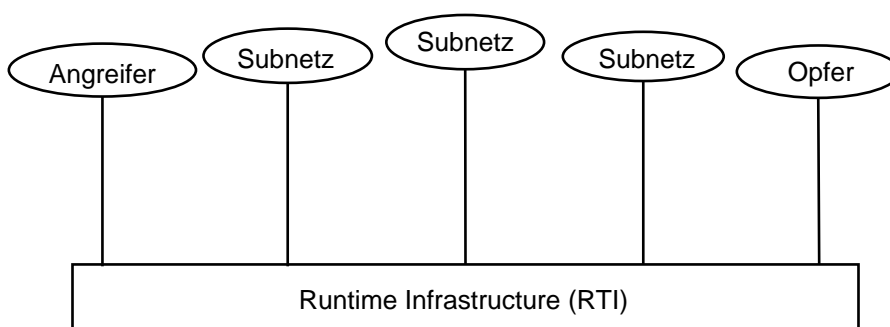 Angreifer
Subnetz
Subnetz
Subnetz
Opfer
Runtime Infrastructure (RTI)